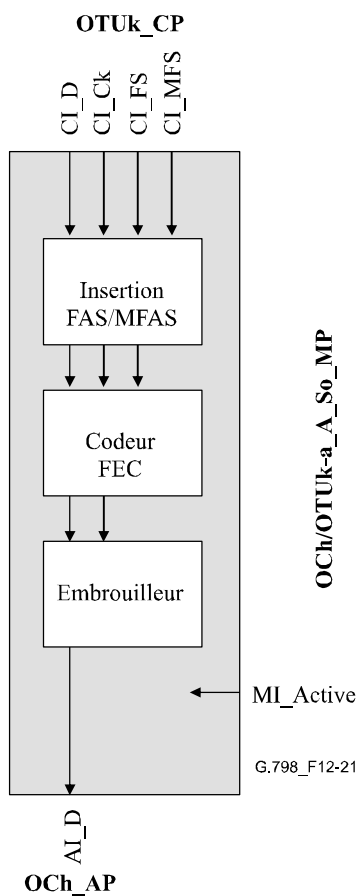 OTUk_CP
CI_D
CI_Ck
CI_FS
CI_MFS
Insertion
FAS/MFAS
Codeur
FEC
Embrouilleur
OCh/OTUk-a_A_So_MP
MI_Active
G.798_F12-21
AI_D
OCh_AP